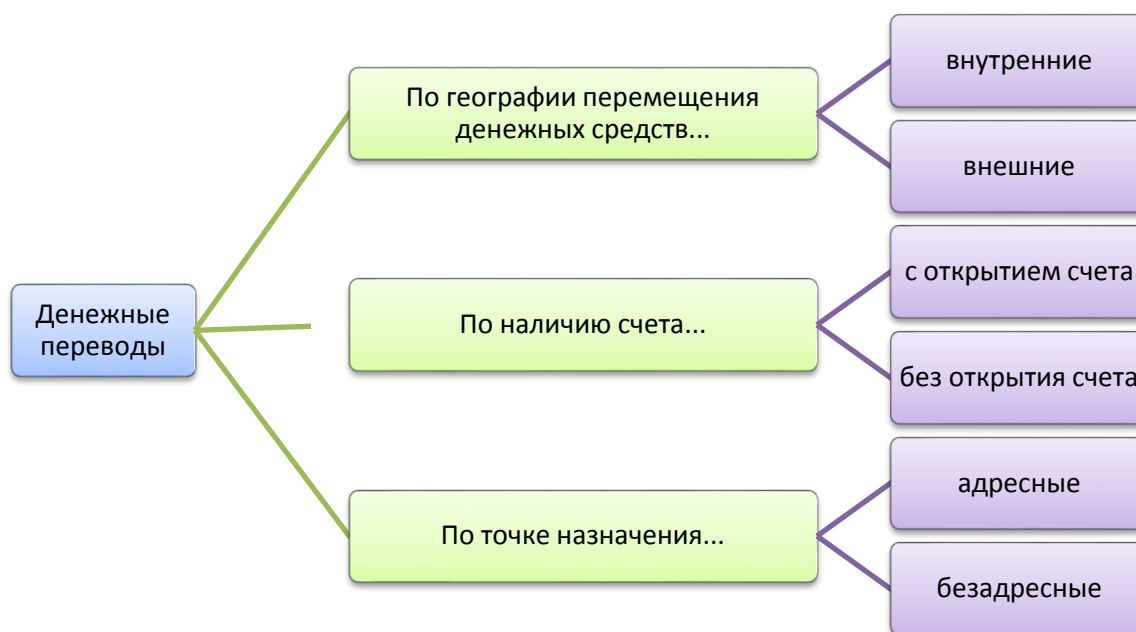 Денежные
переводы
По географии перемещения
денежных средств...
внутренние
внешние
По наличию счета...
с открытием счета
без открытия счета
По точке назначения...
адресные
безадресные